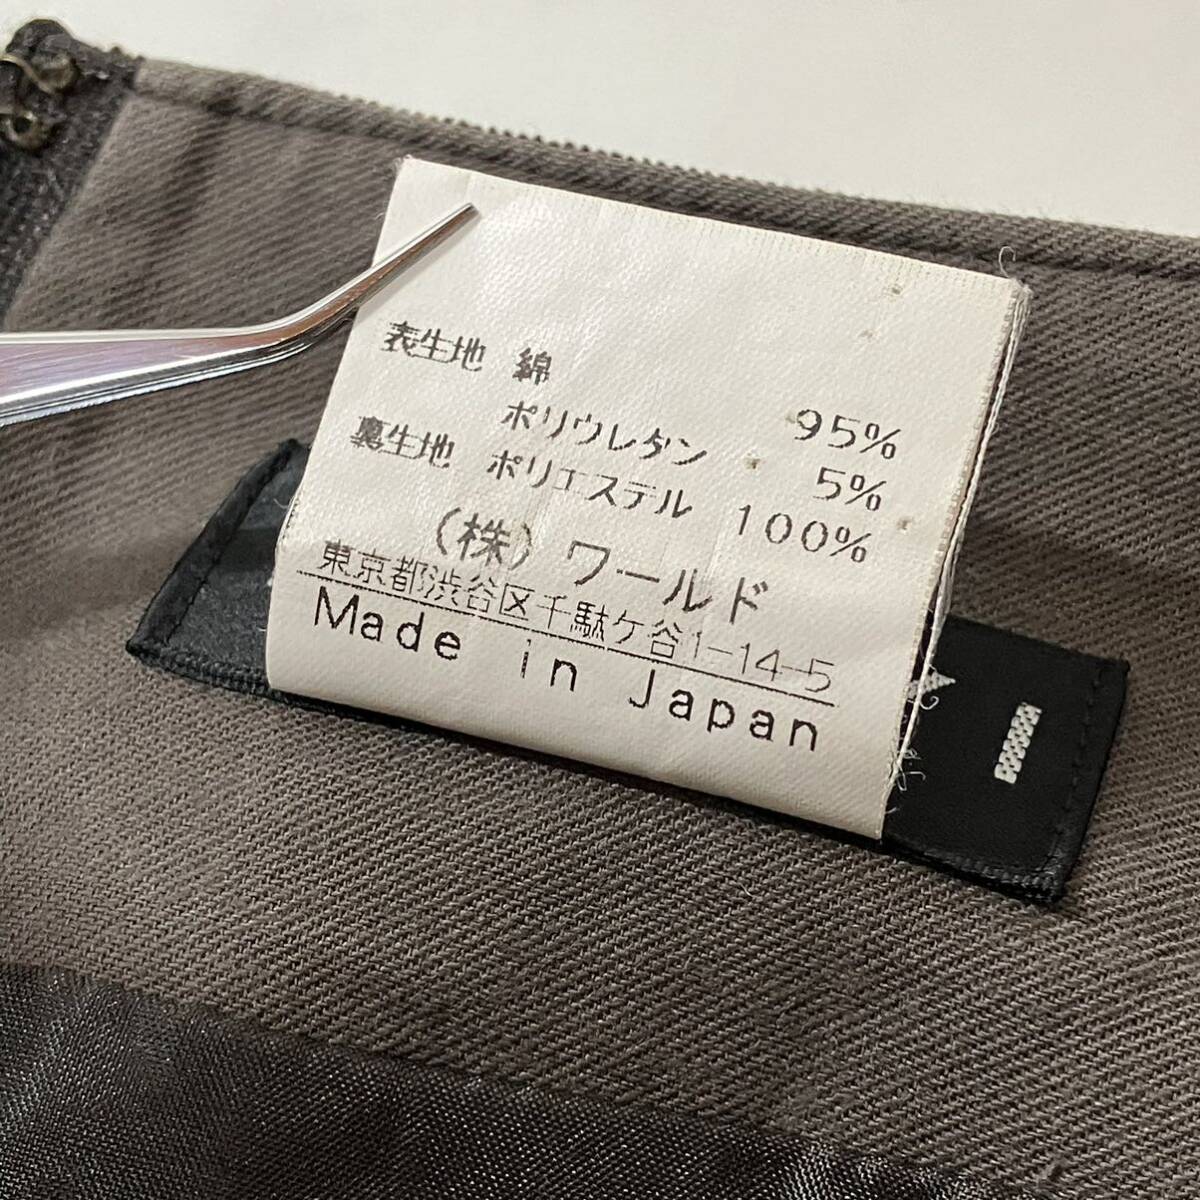 表生地 綿 95%
ポリウレタン 5%
裏生地 ポリエステル 100%
(株) ワールド
東京都渋谷区千駄ケ谷1-14-5
Made in Japan